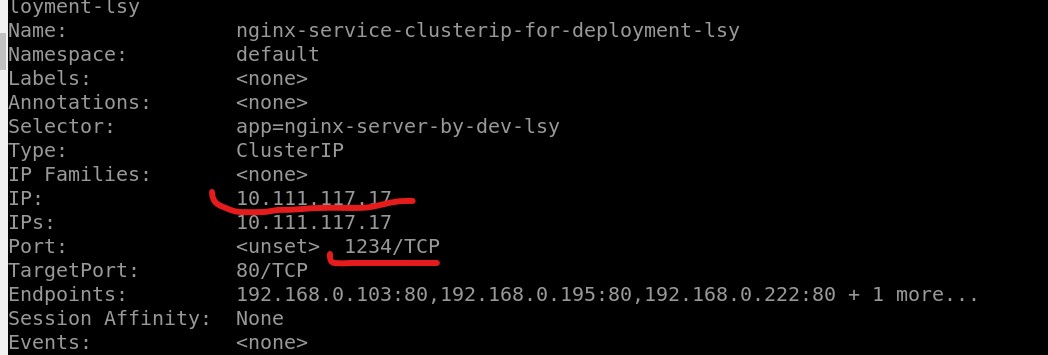 loyment-lsy
Name: nginx-service-clusterip-for-deployment-lsy
Namespace: default
Labels: <none>
Annotations: <none>
Selector: app=nginx-server-by-dev-lsy
Type: ClusterIP
IP Families: <none>
IP: 10.111.117.17
IPs: 10.111.117.17
Port: <unset> 1234/TCP
TargetPort: 80/TCP
Endpoints: 192.168.0.103:80,192.168.0.195:80,192.168.0.222:80 + 1 more...
Session Affinity: None
Events: <none>